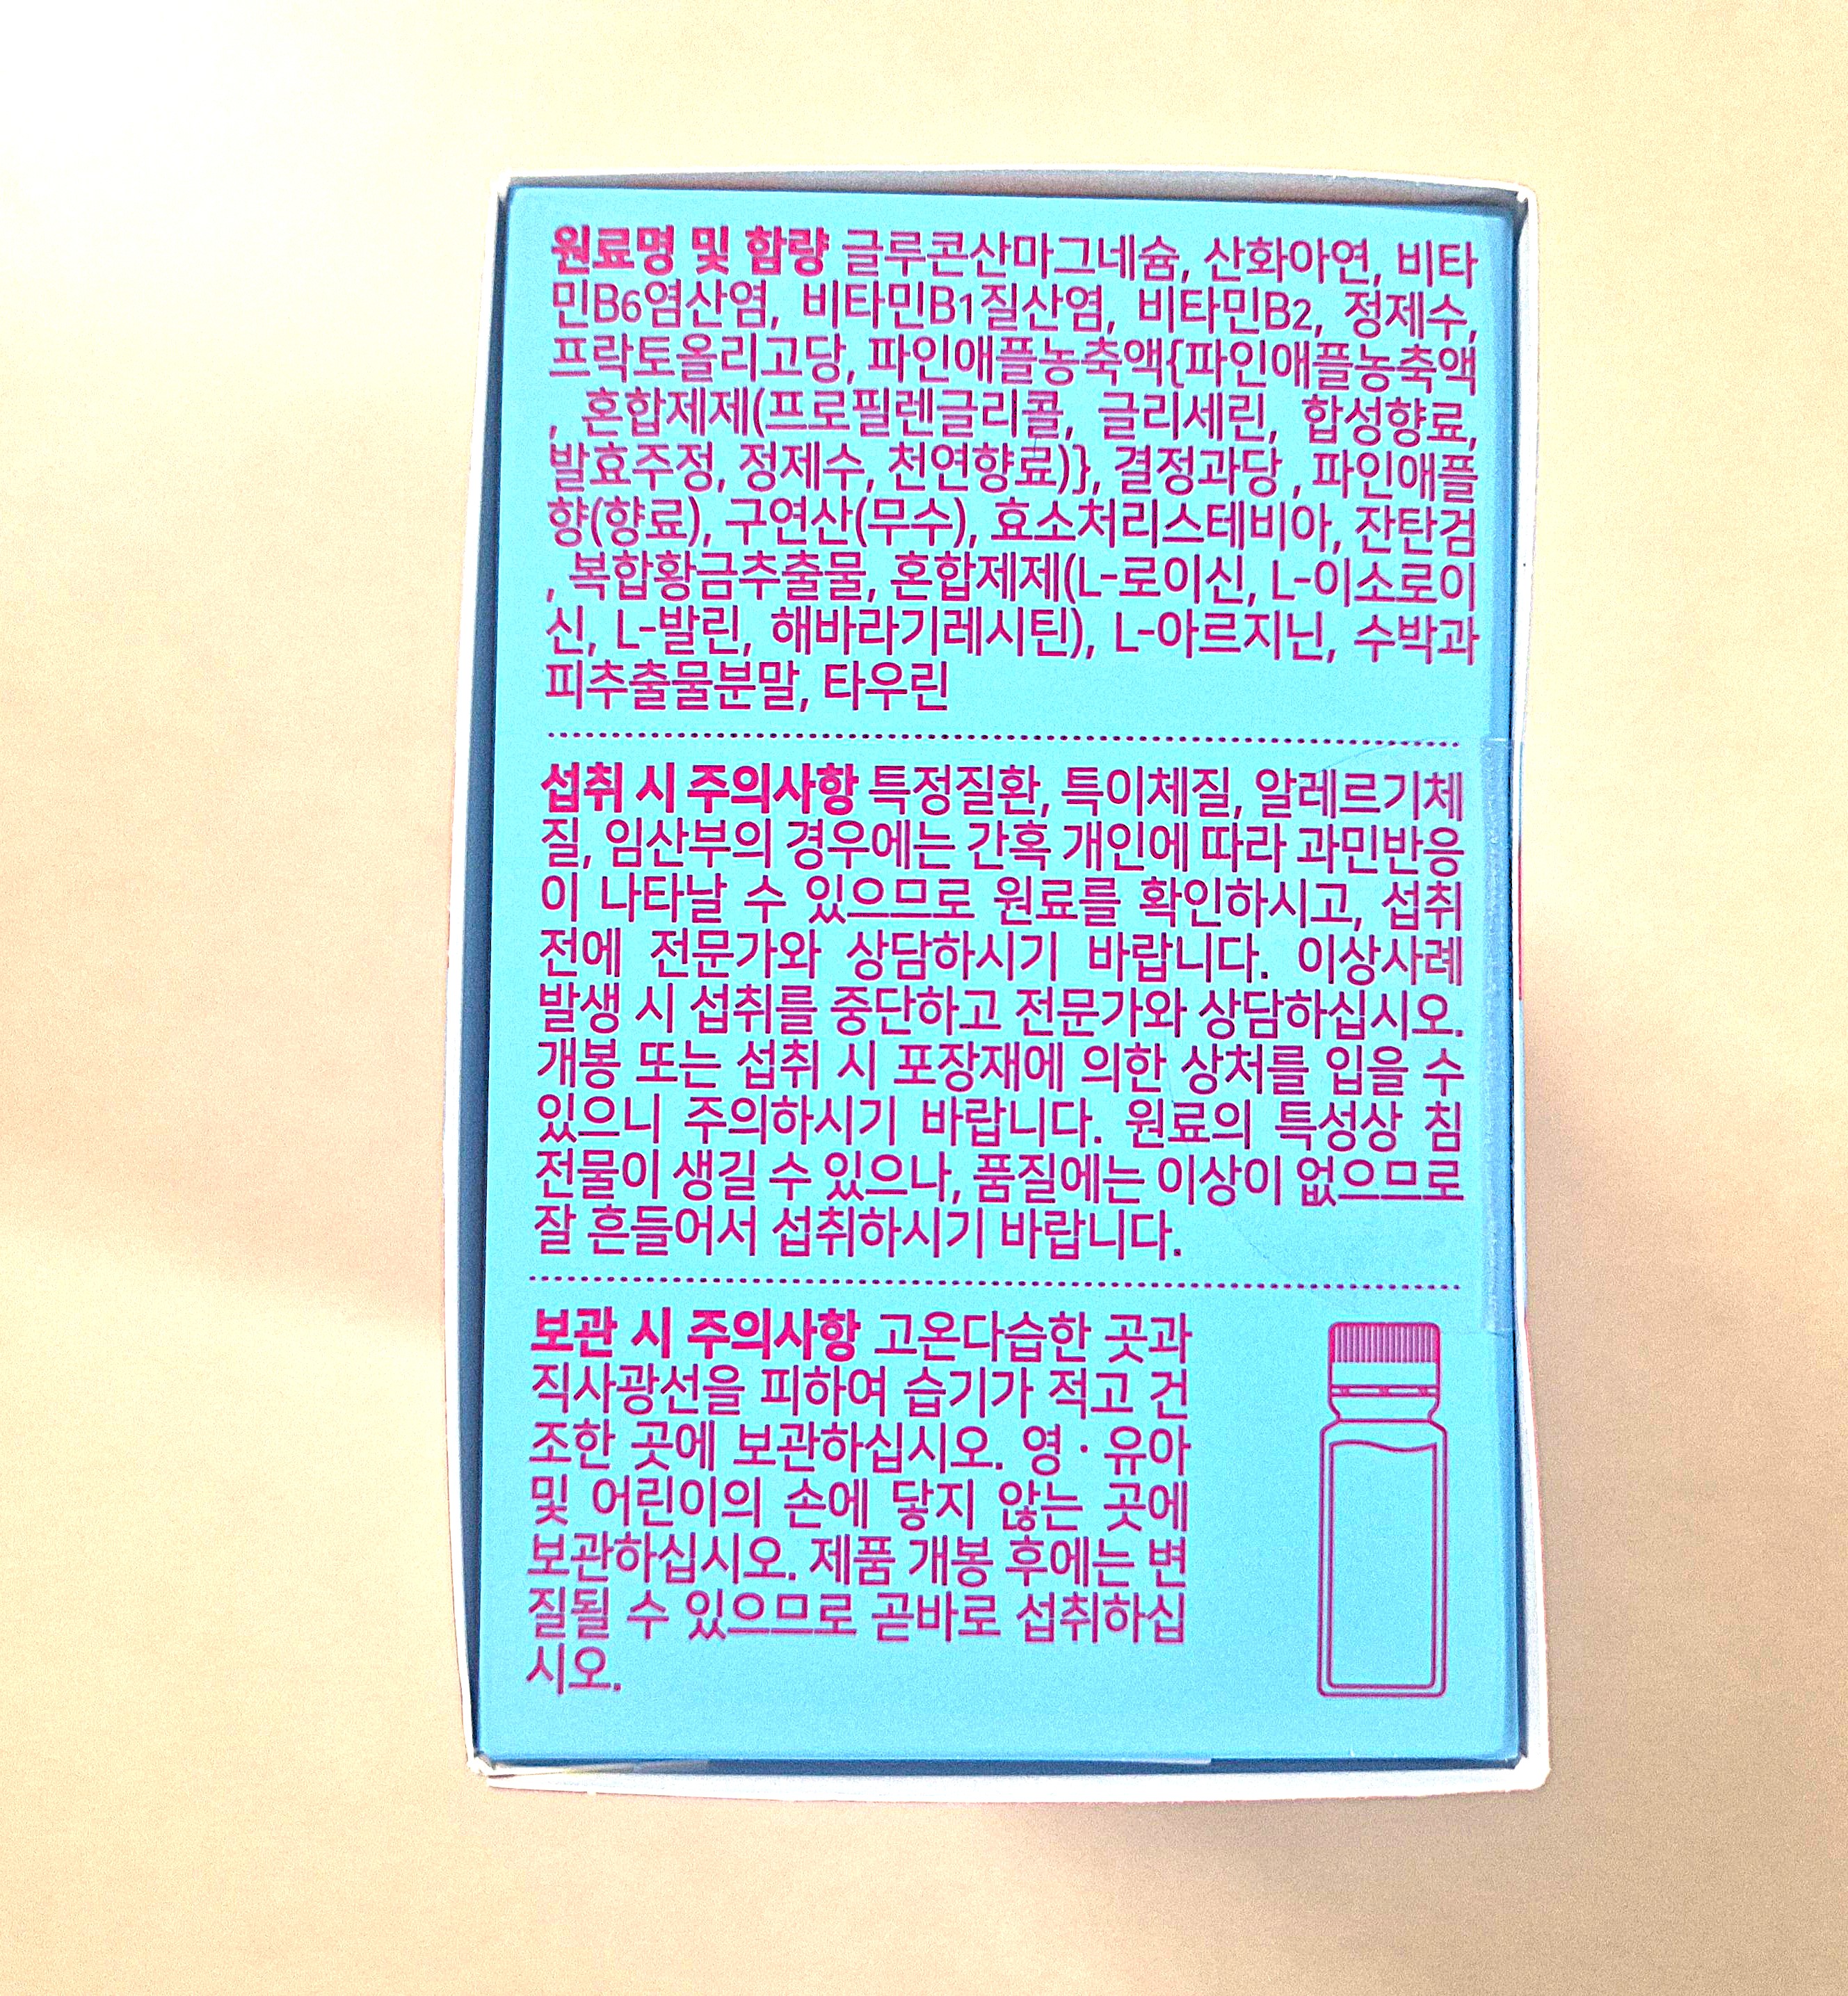 원료명 및 함량 글루콘산마그네슘, 산화아연, 비타
민B6염산염, 비타민B1질산염, 비타민B2, 정제수,
프락토올리고당, 파인애플농축액{파인애플농축액
, 혼합제제(프로필렌글리콜, 글리세린, 합성향료,
발효주정, 정제수, 천연향료)}, 결정과당, 파인애플
향(향료), 구연산(무수), 효소처리스테비아, 잔탄검
, 복합황금추출물, 혼합제제(L-로이신, L-이소로이
신, L-발린, 해바라기레시틴), L-아르지닌, 수박과
피추출물분말, 타우린
섭취 시 주의사항 특정질환, 특이체질, 알레르기체
질, 임산부의 경우에는 간혹 개인에 따라 과민반응
이 나타날 수 있으므로 원료를 확인하시고, 섭취
전에 전문가와 상담하시기 바랍니다. 이상사례
발생 시 섭취를 중단하고 전문가와 상담하십시오.
개봉 또는 섭취 시 포장재에 의한 상처를 입을 수
있으니 주의하시기 바랍니다. 원료의 특성상 침
전물이 생길 수 있으나, 품질에는 이상이 없으므로
잘 흔들어서 섭취하시기 바랍니다.
보관 시 주의사항 고온다습한 곳과
직사광선을 피하여 습기가 적고 건
조한 곳에 보관하십시오. 영·유아
및 어린이의 손에 닿지 않는 곳에
보관하십시오. 제품 개봉 후에는 변
질될 수 있으므로 곧바로 섭취하십
시오.